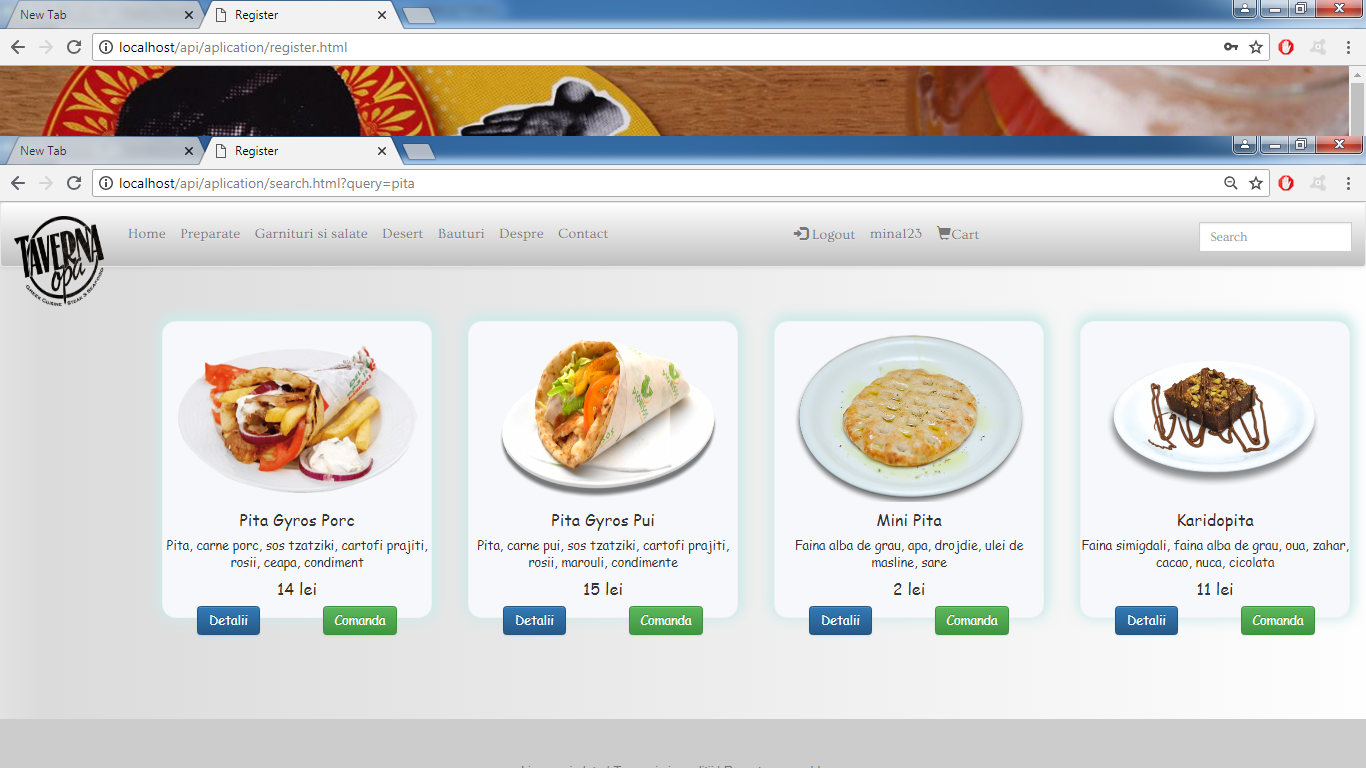 New Tab
Register
localhost/api/aplication/register.html
New Tab
Register
localhost/api/aplication/search.html?query=pita
TAVERNA
opa
GREEK CUISINE STEAK & SEAFOOD
Home Preparate Garnituri si salate Desert Bauturi Despre Contact Logout mina123 Cart Search
Pita Gyros Porc
Pita, carne porc, sos tzatziki, cartofi prajiti,
rosii, ceapa, condiment
14 lei
Detalii Comanda
Pita Gyros Pui
Pita, carne pui, sos tzatziki, cartofi prajiti,
rosii, marouli, condimente
15 lei
Detalii Comanda
Mini Pita
Faina alba de grau, apa, drojdie, ulei de
masline, sare
2 lei
Detalii Comanda
Karidopita
Faina simigdali, faina alba de grau, oua, zahar,
cacao, nuca, cicolata
11 lei
Detalii Comanda